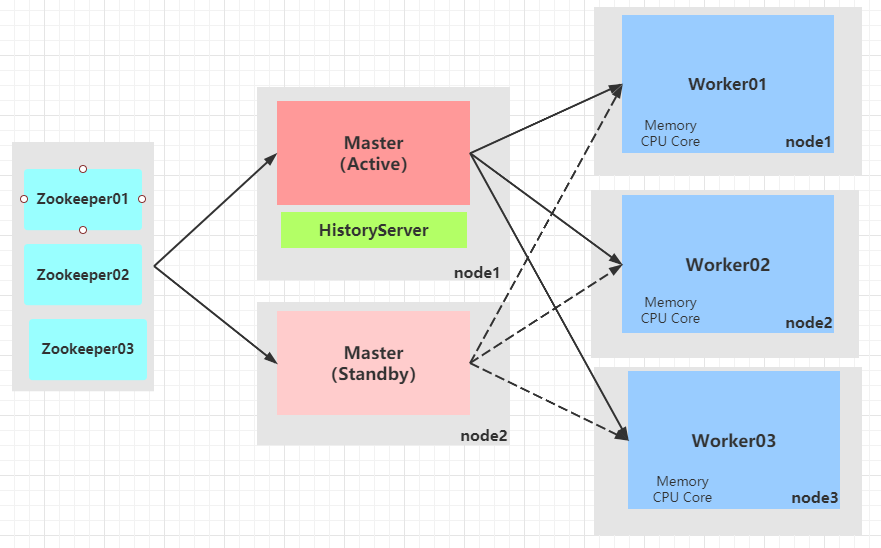 Zookeeper01
Zookeeper02
Zookeeper03
Master
(Active)
HistoryServer
node1
Master
(Standby)
node2
Worker01
Memory
CPU Core
node1
Worker02
Memory
CPU Core
node2
Worker03
Memory
CPU Core
node3